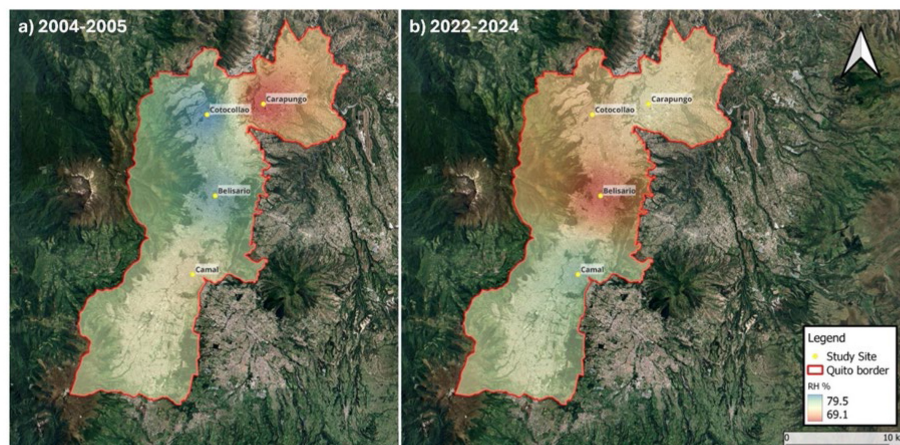 a) 2004-2005
Cotocollao
Carapungo
Belisario
Camal
b) 2022-2024
Cotocollao
Carapungo
Belisario
Camal
Legend
Study Site
Quito border
RH %
79.5
69.1
0 10 k